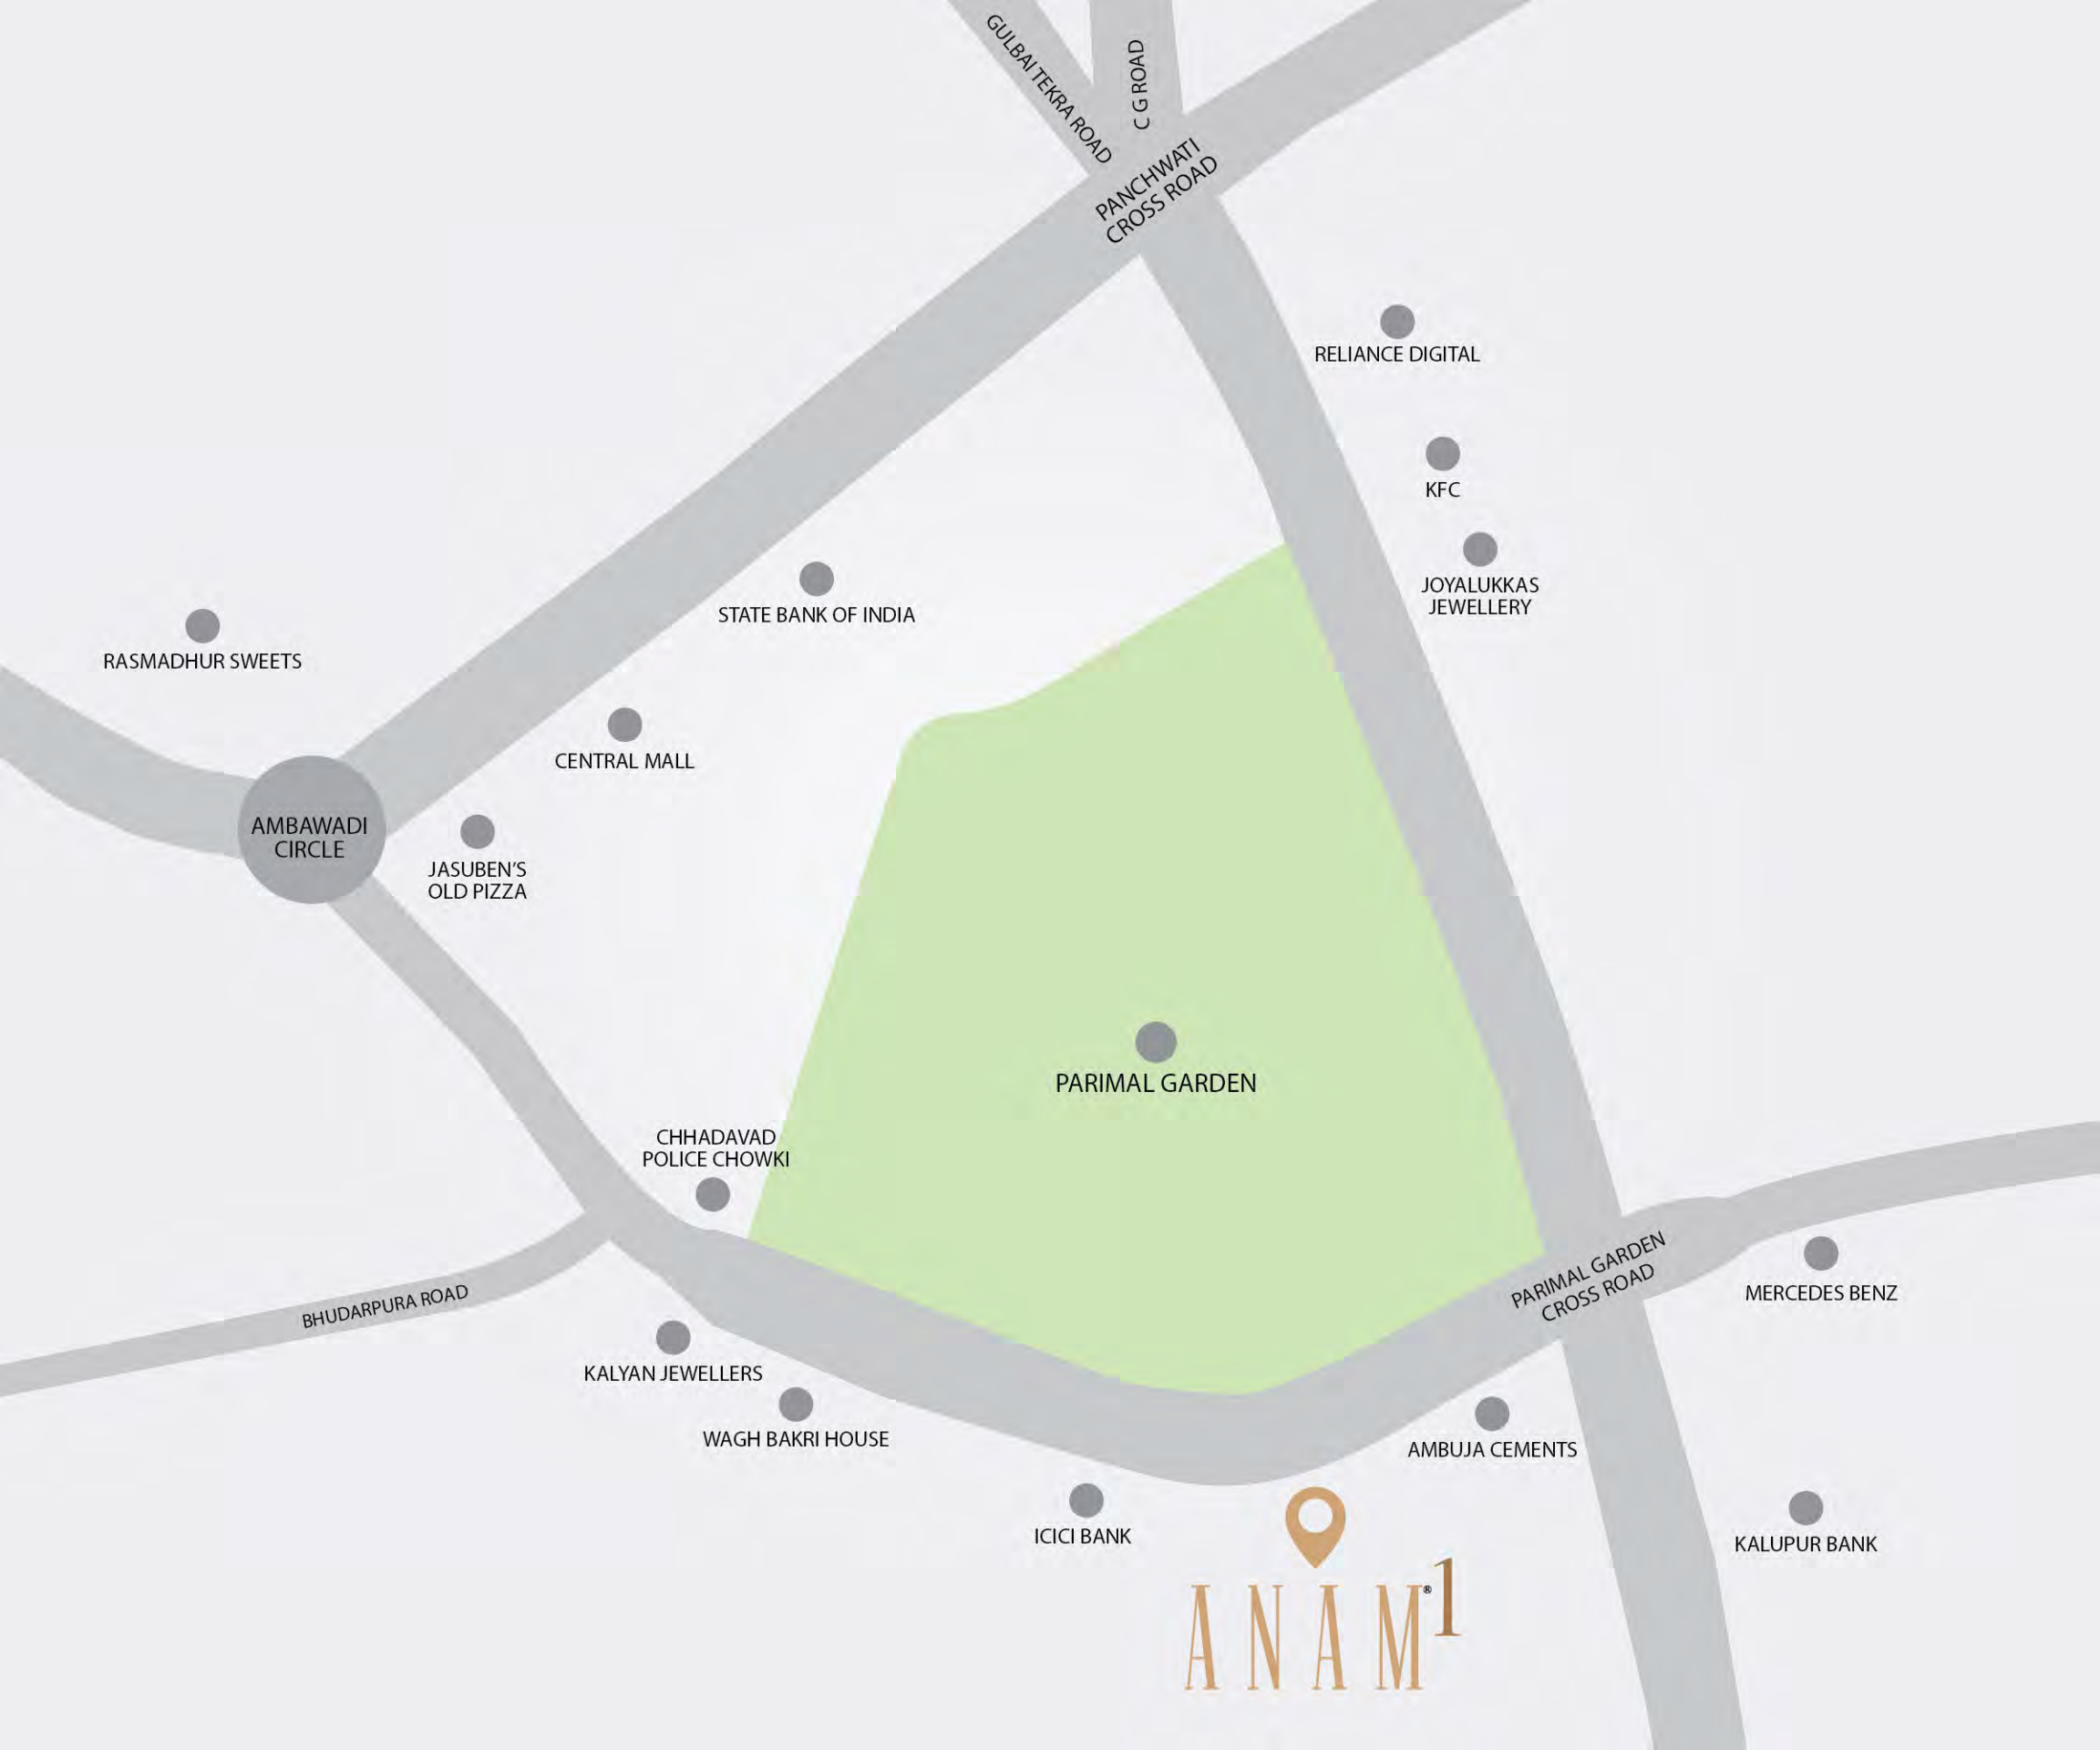 GULBAI TEKRA ROAD
C G ROAD
PANCHWATI
CROSS ROAD
RELIANCE DIGITAL
KFC
JOYALUKKAS
JEWELLERY
STATE BANK OF INDIA
RASMADHUR SWEETS
CENTRAL MALL
AMBAWADI
CIRCLE
JASUBEN'S
OLD PIZZA
PARIMAL GARDEN
CHHADAVAD
POLICE CHOWKI
PARIMAL GARDEN
CROSS ROAD
MERCEDES BENZ
BHUDARPURA ROAD
KALYAN JEWELLERS
WAGH BAKRI HOUSE
AMBUJA CEMENTS
ICICI BANK
KALUPUR BANK
ANAM®1